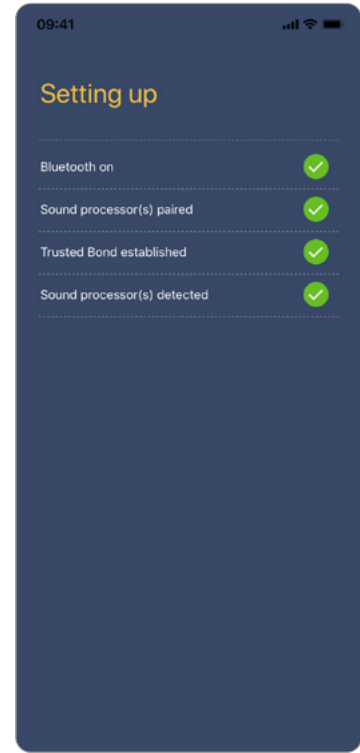 09:41
Setting up
Bluetooth on
Sound processor(s) paired
Trusted Bond established
Sound processor(s) detected